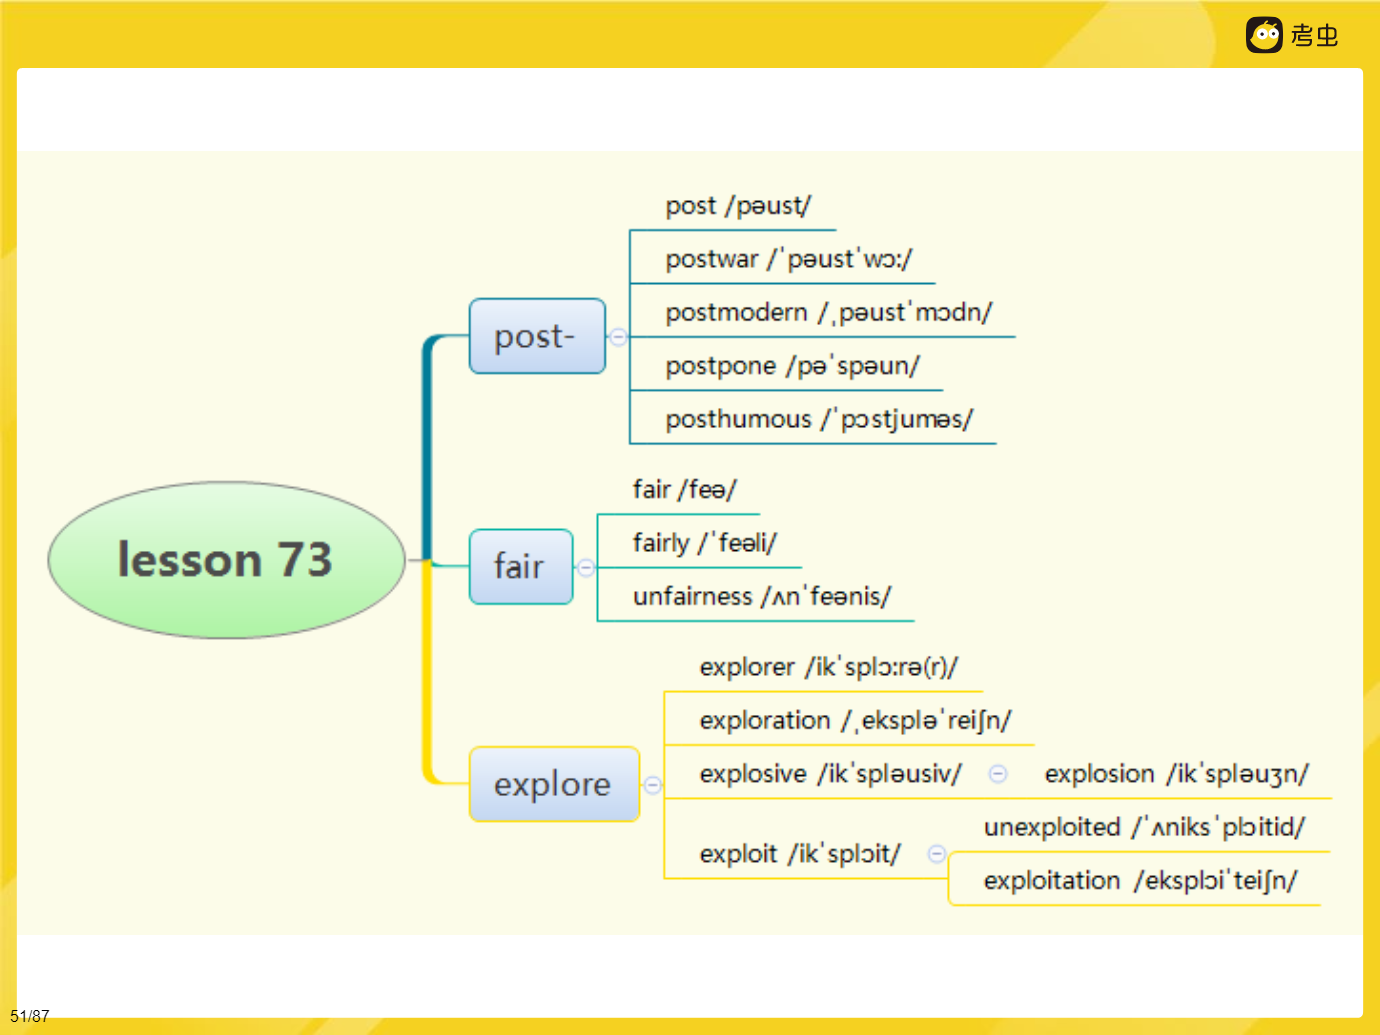 考虫
post /pəust/
postwar /ˈpəustˈwɔː/
postmodern /ˌpəustˈmɔdn/
post-
postpone /pəˈspəun/
posthumous /ˈpɔstjuməs/
fair /feə/
fairly /ˈfeəli/
lesson 73
fair
unfairness /ʌnˈfeənis/
explorer /ikˈsplɔːrə(r)/
exploration /ˌekspləˈreiʃn/
explosive /ikˈspləusiv/ explosion /ikˈspləuʒn/
explore
unexploited /ˈʌniksˈplɔitid/
exploit /ikˈsplɔit/
exploitation /eksplɔiˈteiʃn/
51/87